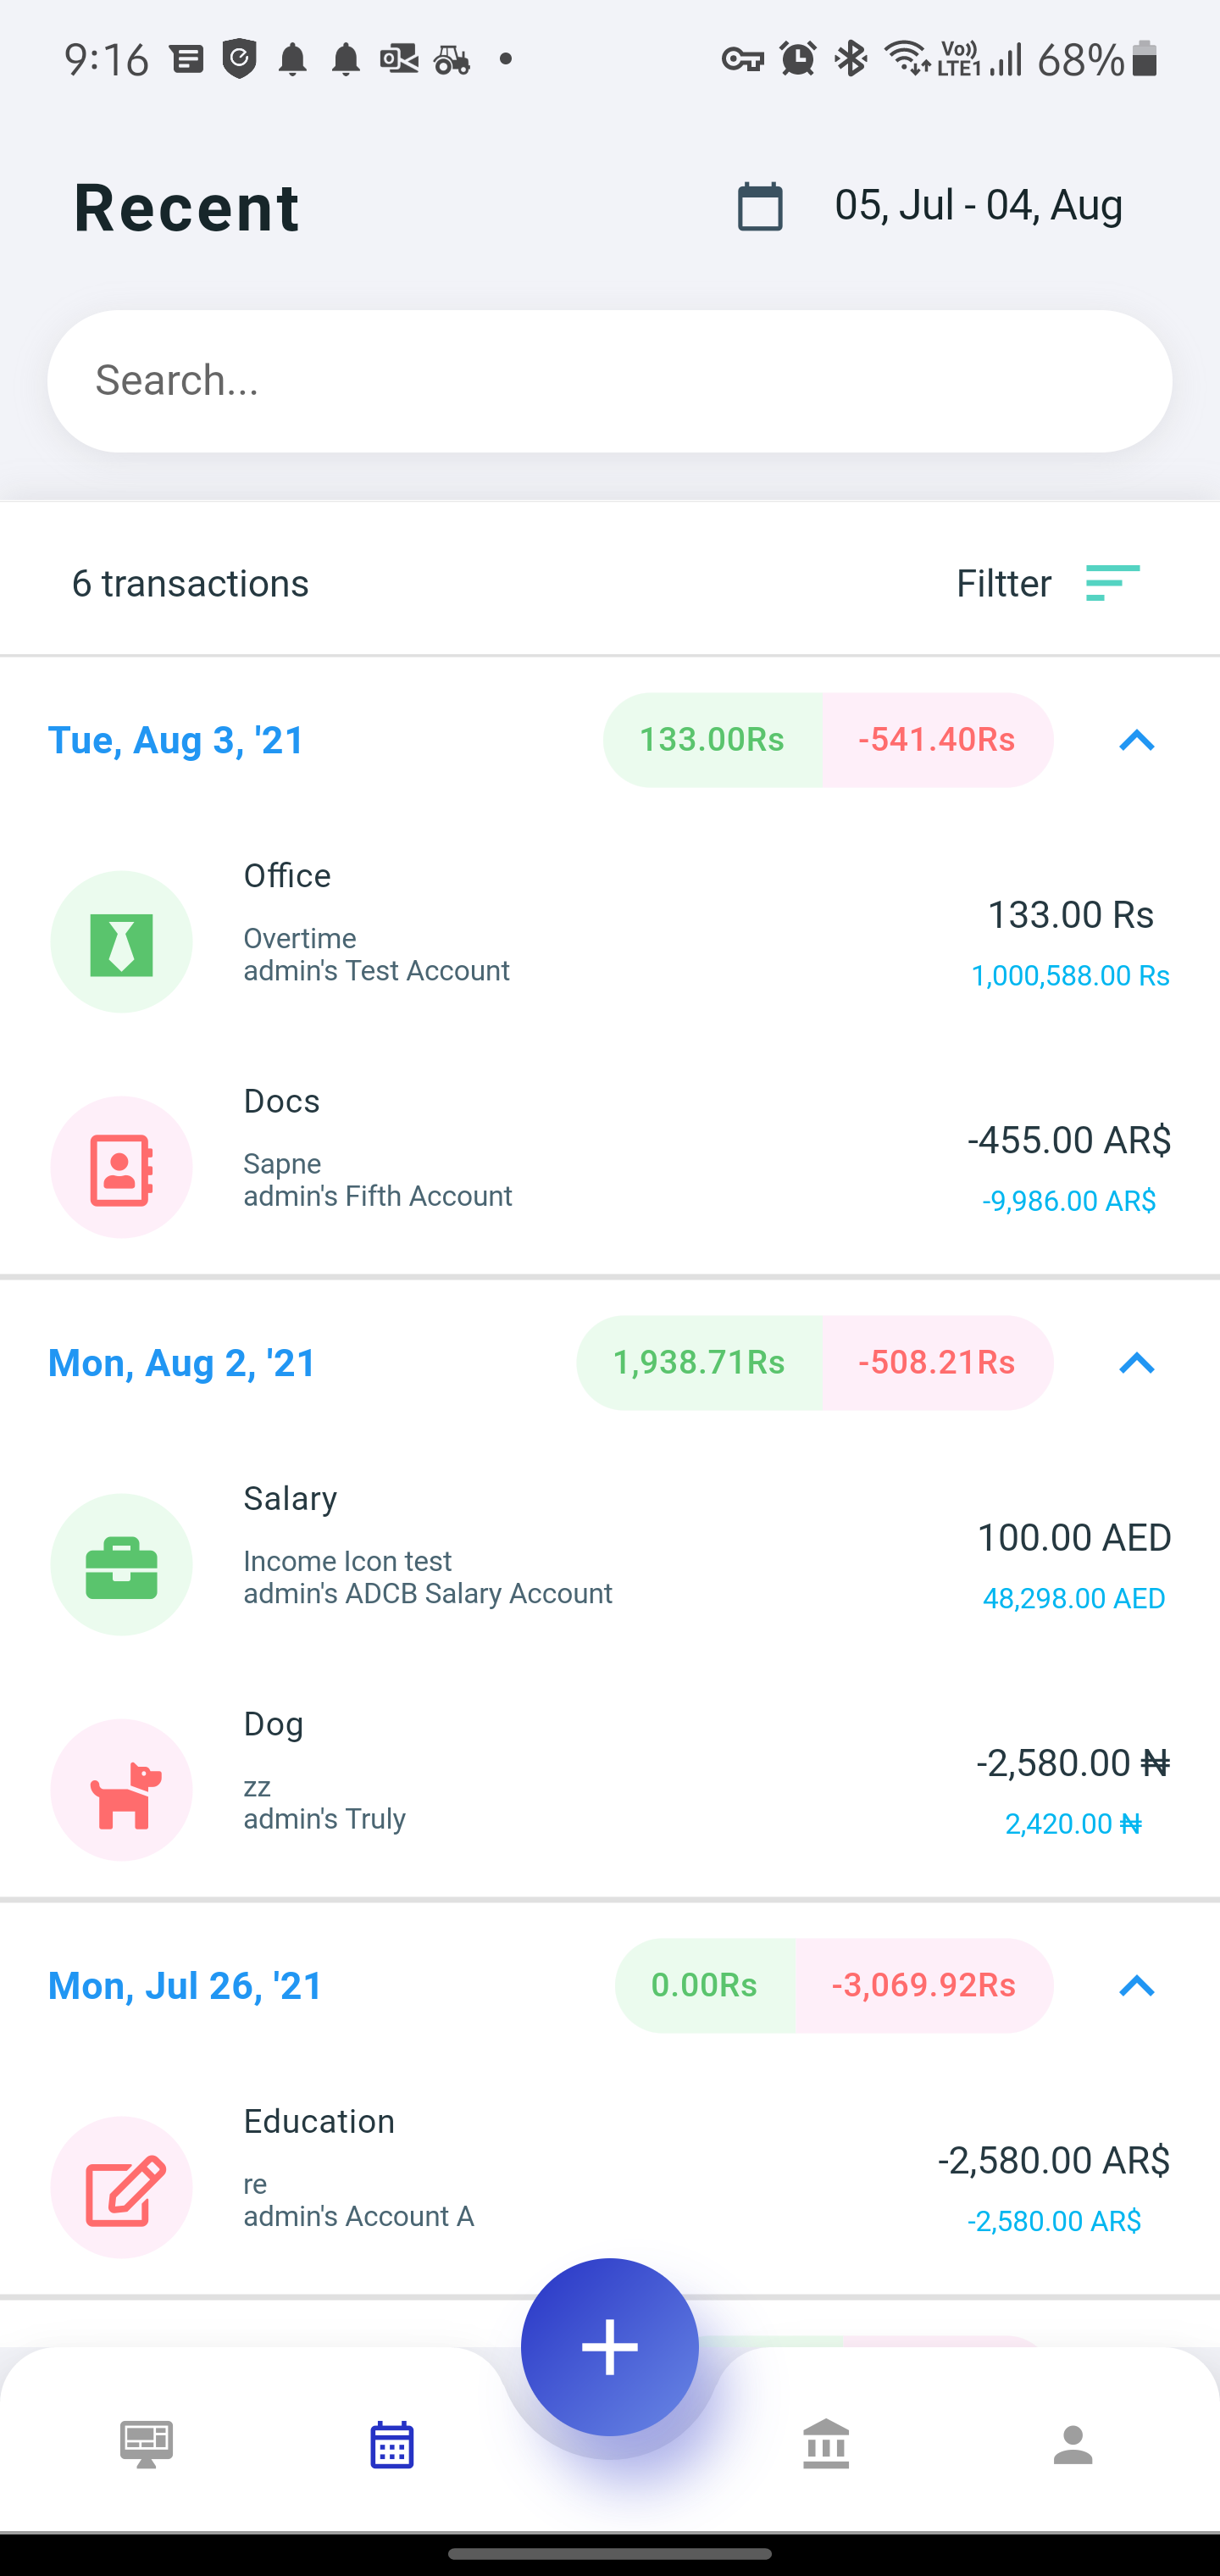 9:16 Vo)) LTE1 68%
Recent 05, Jul - 04, Aug
Search...
6 transactions Filtter
Tue, Aug 3, '21 133.00Rs -541.40Rs
Office
133.00 Rs
Overtime
admin's Test Account
1,000,588.00 Rs
Docs
-455.00 AR$
Sapne
admin's Fifth Account
-9,986.00 AR$
Mon, Aug 2, '21 1,938.71Rs -508.21Rs
Salary
100.00 AED
Income Icon test
admin's ADCB Salary Account
48,298.00 AED
Dog
-2,580.00 ₦
zz
admin's Truly
2,420.00 ₦
Mon, Jul 26, '21 0.00Rs -3,069.92Rs
Education
-2,580.00 AR$
re
admin's Account A
-2,580.00 AR$